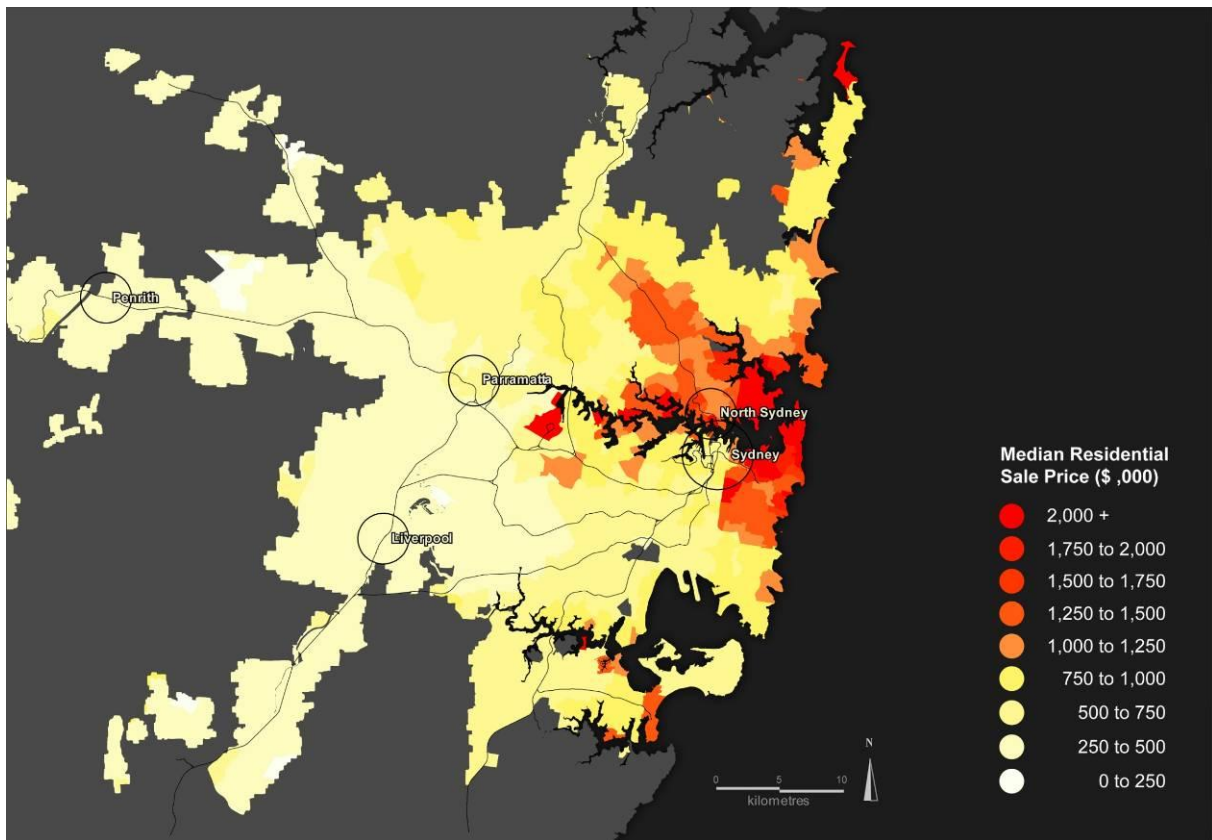 Penrith
Parramatta
North Sydney
Sydney
Liverpool
Median Residential
Sale Price ($ ,000)
2,000 +
1,750 to 2,000
1,500 to 1,750
1,250 to 1,500
1,000 to 1,250
750 to 1,000
500 to 750
250 to 500
0 to 250
N
0 5 10
kilometres